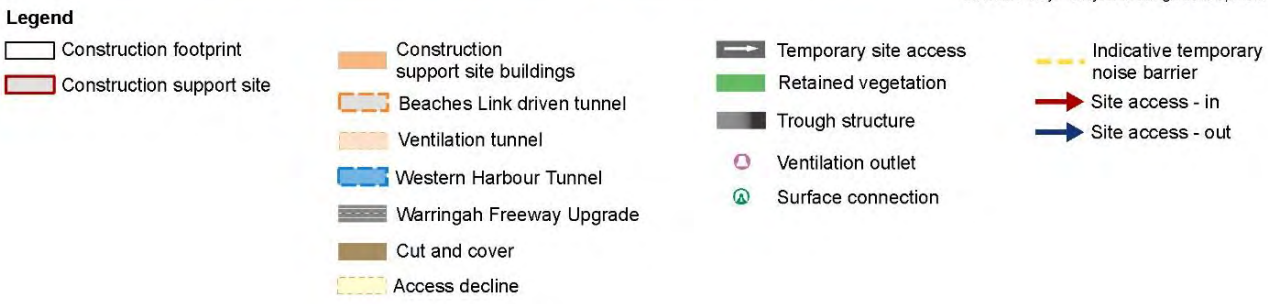 Legend
Construction footprint
Construction support site
Construction
support site buildings
Beaches Link driven tunnel
Ventilation tunnel
Western Harbour Tunnel
Warringah Freeway Upgrade
Cut and cover
Access decline
Temporary site access
Retained vegetation
Trough structure
Ventilation outlet
Surface connection
Indicative temporary
noise barrier
Site access - in
Site access - out